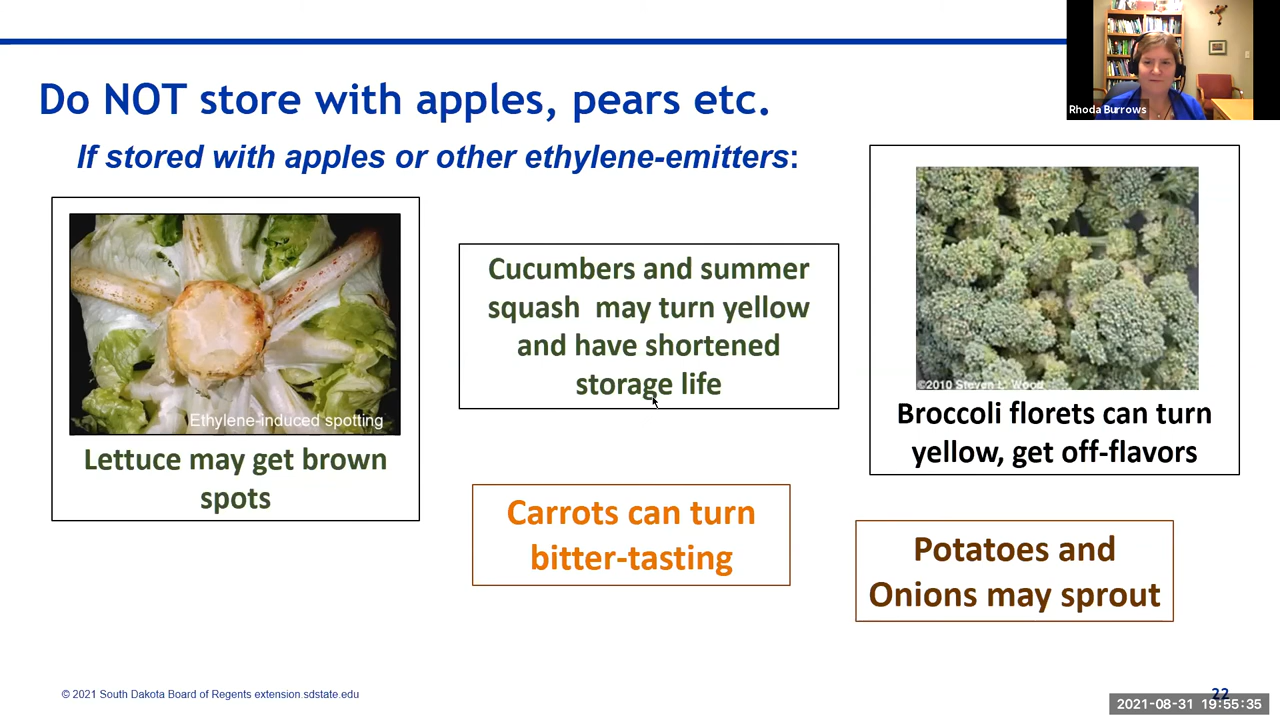 Do NOT store with apples, pears etc.
Rhoda Burrows
If stored with apples or other ethylene-emitters:
Ethylene-induced spotting
Lettuce may get brown
spots
Cucumbers and summer
squash may turn yellow
and have shortened
storage life
Carrots can turn
bitter-tasting
©2010 Steven L. Wood
Broccoli florets can turn
yellow, get off-flavors
Potatoes and
Onions may sprout
© 2021 South Dakota Board of Regents extension.sdstate.edu
22
2021-08-31 19:55:35